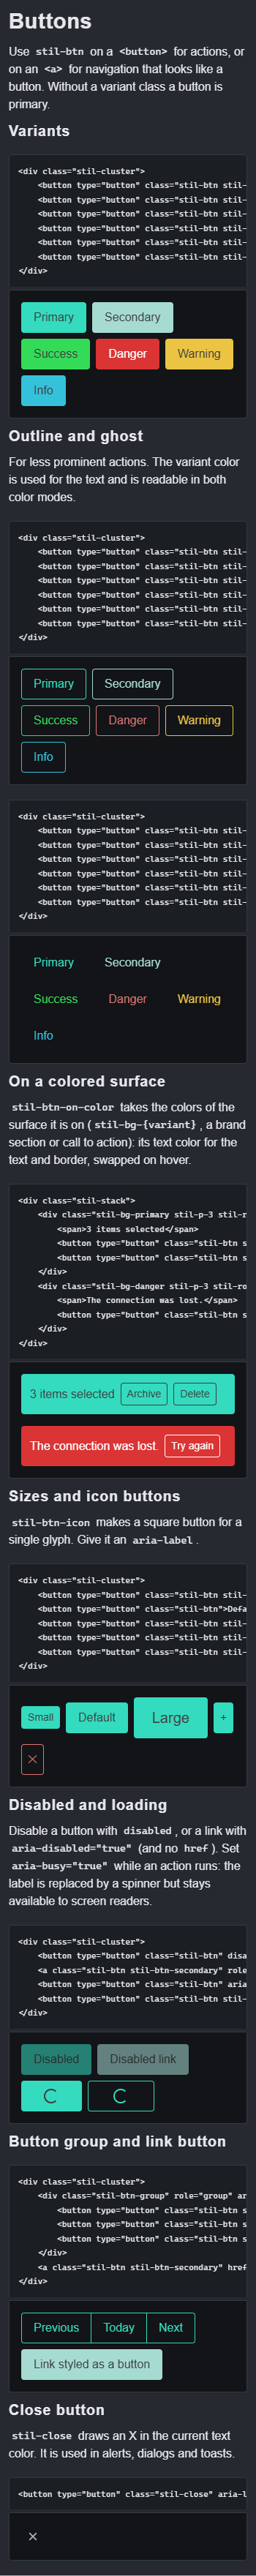 Buttons
Use stil-btn on a <button> for actions, or
on an <a> for navigation that looks like a
button. Without a variant class a button is
primary.
Variants
<div class="stil-cluster">
<button type="button" class="stil-btn stil-
<button type="button" class="stil-btn stil-
<button type="button" class="stil-btn stil-
<button type="button" class="stil-btn stil-
<button type="button" class="stil-btn stil-
<button type="button" class="stil-btn stil-
</div>
Primary Secondary
Success Danger Warning
Info
Outline and ghost
For less prominent actions. The variant color
is used for the text and is readable in both
color modes.
<div class="stil-cluster">
<button type="button" class="stil-btn stil-
<button type="button" class="stil-btn stil-
<button type="button" class="stil-btn stil-
<button type="button" class="stil-btn stil-
<button type="button" class="stil-btn stil-
<button type="button" class="stil-btn stil-
</div>
Primary Secondary
Success Danger Warning
Info
<div class="stil-cluster">
<button type="button" class="stil-btn stil-
<button type="button" class="stil-btn stil-
<button type="button" class="stil-btn stil-
<button type="button" class="stil-btn stil-
<button type="button" class="stil-btn stil-
<button type="button" class="stil-btn stil-
</div>
Primary Secondary
Success Danger Warning
Info
On a colored surface
stil-btn-on-color takes the colors of the
surface it is on ( stil-bg-{variant} , a brand
section or call to action): its text color for
the text and border, swapped on hover.
<div class="stil-stack">
<div class="stil-bg-primary stil-p-3 stil-r
<span>3 items selected</span>
<button type="button" class="stil-btn s
<button type="button" class="stil-btn s
</div>
<div class="stil-bg-danger stil-p-3 stil-ro
<span>The connection was lost.</span>
<button type="button" class="stil-btn s
</div>
</div>
3 items selected Archive Delete
The connection was lost. Try again
Sizes and icon buttons
stil-btn-icon makes a square button for a
single glyph. Give it an aria-label .
<div class="stil-cluster">
<button type="button" class="stil-btn stil-
<button type="button" class="stil-btn">Defa
<button type="button" class="stil-btn stil-
<button type="button" class="stil-btn stil-
<button type="button" class="stil-btn stil-
</div>
Small Default Large +
×
Disabled and loading
Disable a button with disabled , or a link with
aria-disabled="true" (and no href ). Set
aria-busy="true" while an action runs: the
label is replaced by a spinner but stays
available to screen readers.
<div class="stil-cluster">
<button type="button" class="stil-btn" disa
<a class="stil-btn stil-btn-secondary" role
<button type="button" class="stil-btn" aria
<button type="button" class="stil-btn stil-
</div>
Disabled Disabled link
Button group and link button
<div class="stil-cluster">
<div class="stil-btn-group" role="group" ar
<button type="button" class="stil-btn s
<button type="button" class="stil-btn s
<button type="button" class="stil-btn s
</div>
<a class="stil-btn stil-btn-secondary" href
</div>
Previous Today Next
Link styled as a button
Close button
stil-close draws an X in the current text
color. It is used in alerts, dialogs and toasts.
<button type="button" class="stil-close" aria-l
×